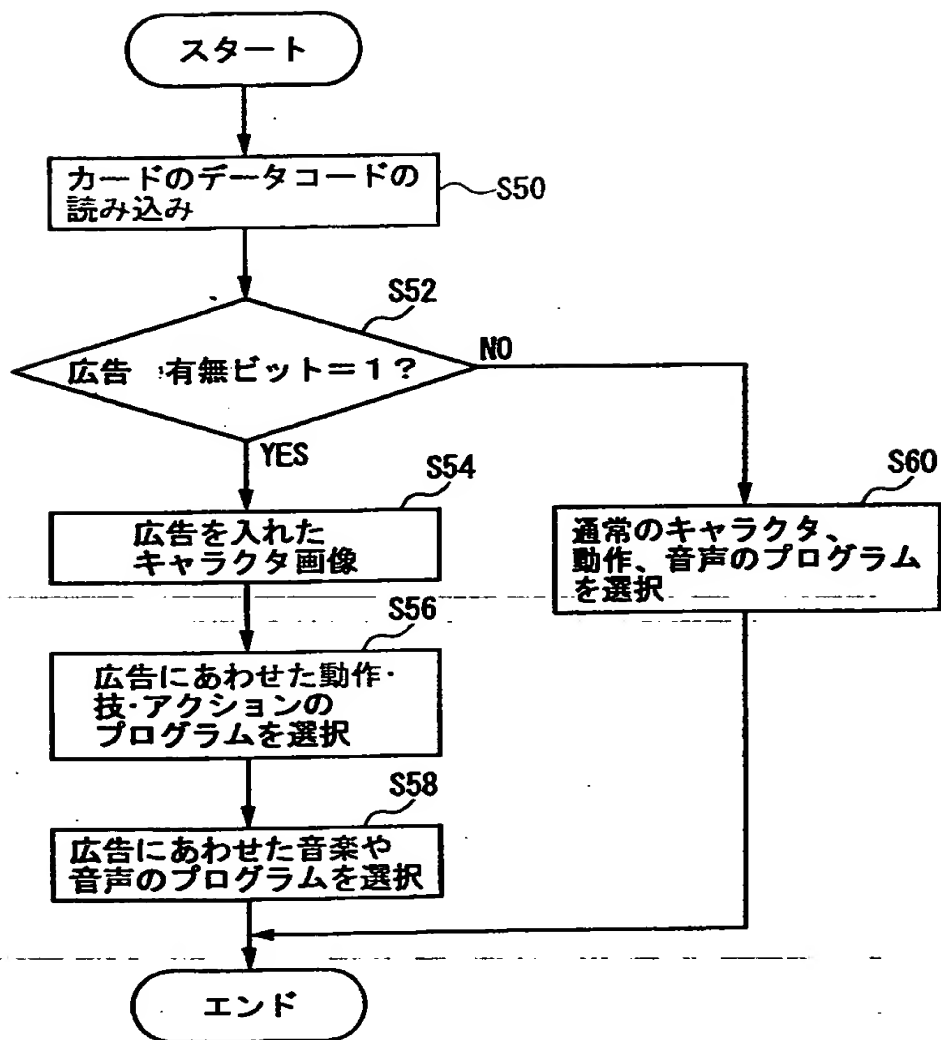 スタート
カードのデータコードの
読み込み
S50
S52
広告 有無ビット=1?
NO
YES
S54
広告を入れた
キャラクタ画像
S60
通常のキャラクタ、
動作、音声のプログラム
を選択
S56
広告にあわせた動作・
技・アクションの
プログラムを選択
S58
広告にあわせた音楽や
音声のプログラムを選択
エンド